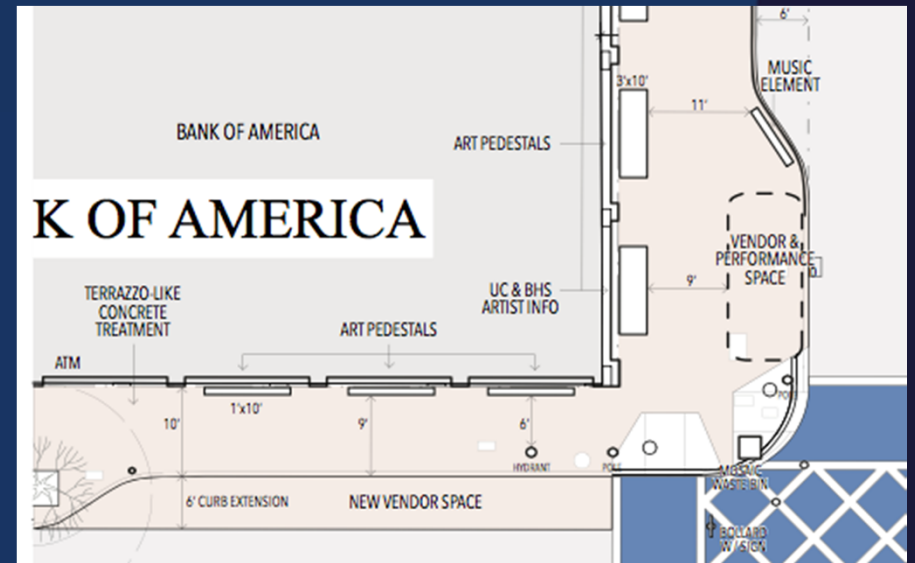 6'
MUSIC
ELEMENT
3'x10'
11'
BANK OF AMERICA
ART PEDESTALS
K OF AMERICA
VENDOR &
PERFORMANCE
SPACE
9'
UC & BHS
ARTIST INFO
TERRAZZO-LIKE
CONCRETE
TREATMENT
ART PEDESTALS
ATM
1'x10'
10'
9'
6'
HYDRANT
POLE
MOSAIC
WASTE BIN
6' CURB EXTENSION
NEW VENDOR SPACE
BOLLARD
W/ SIGN